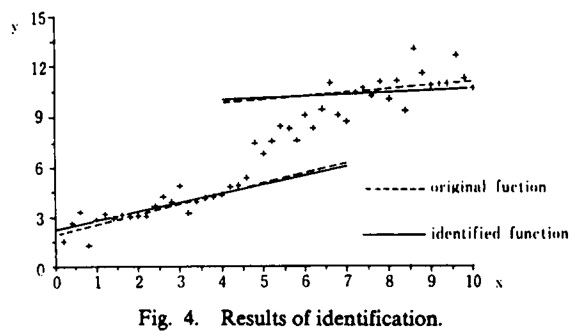 y
15
12
9
6
3
0
0 1 2 3 4 5 6 7 8 9 10 x
original fuction
identified function
Fig. 4. Results of identification.